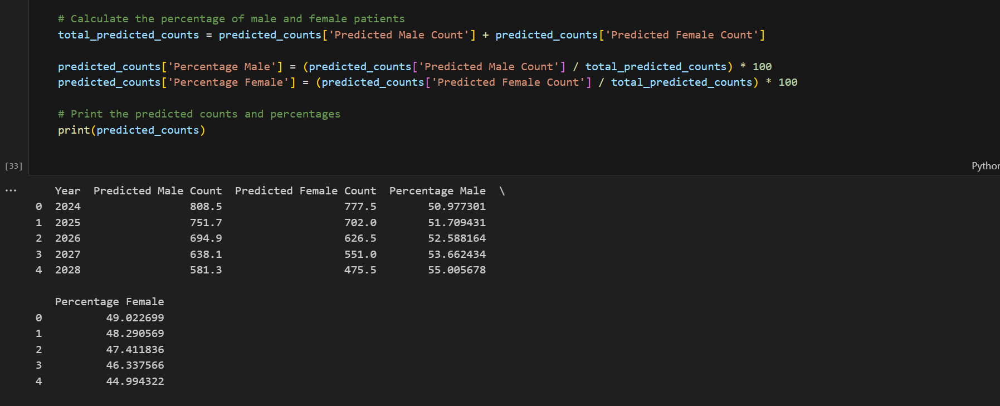 # Calculate the percentage of male and female patients
total_predicted_counts = predicted_counts['Predicted Male Count'] + predicted_counts['Predicted Female Count']
predicted_counts['Percentage Male'] = (predicted_counts['Predicted Male Count'] / total_predicted_counts) * 100
predicted_counts['Percentage Female'] = (predicted_counts['Predicted Female Count'] / total_predicted_counts) * 100
# Print the predicted counts and percentages
print(predicted_counts)
[33] Python
... Year Predicted Male Count Predicted Female Count Percentage Male \
0 2024 808.5 777.5 50.977301
1 2025 751.7 702.0 51.709431
2 2026 694.9 626.5 52.588164
3 2027 638.1 551.0 53.662434
4 2028 581.3 475.5 55.005678
Percentage Female
0 49.022699
1 48.290569
2 47.411836
3 46.337566
4 44.994322